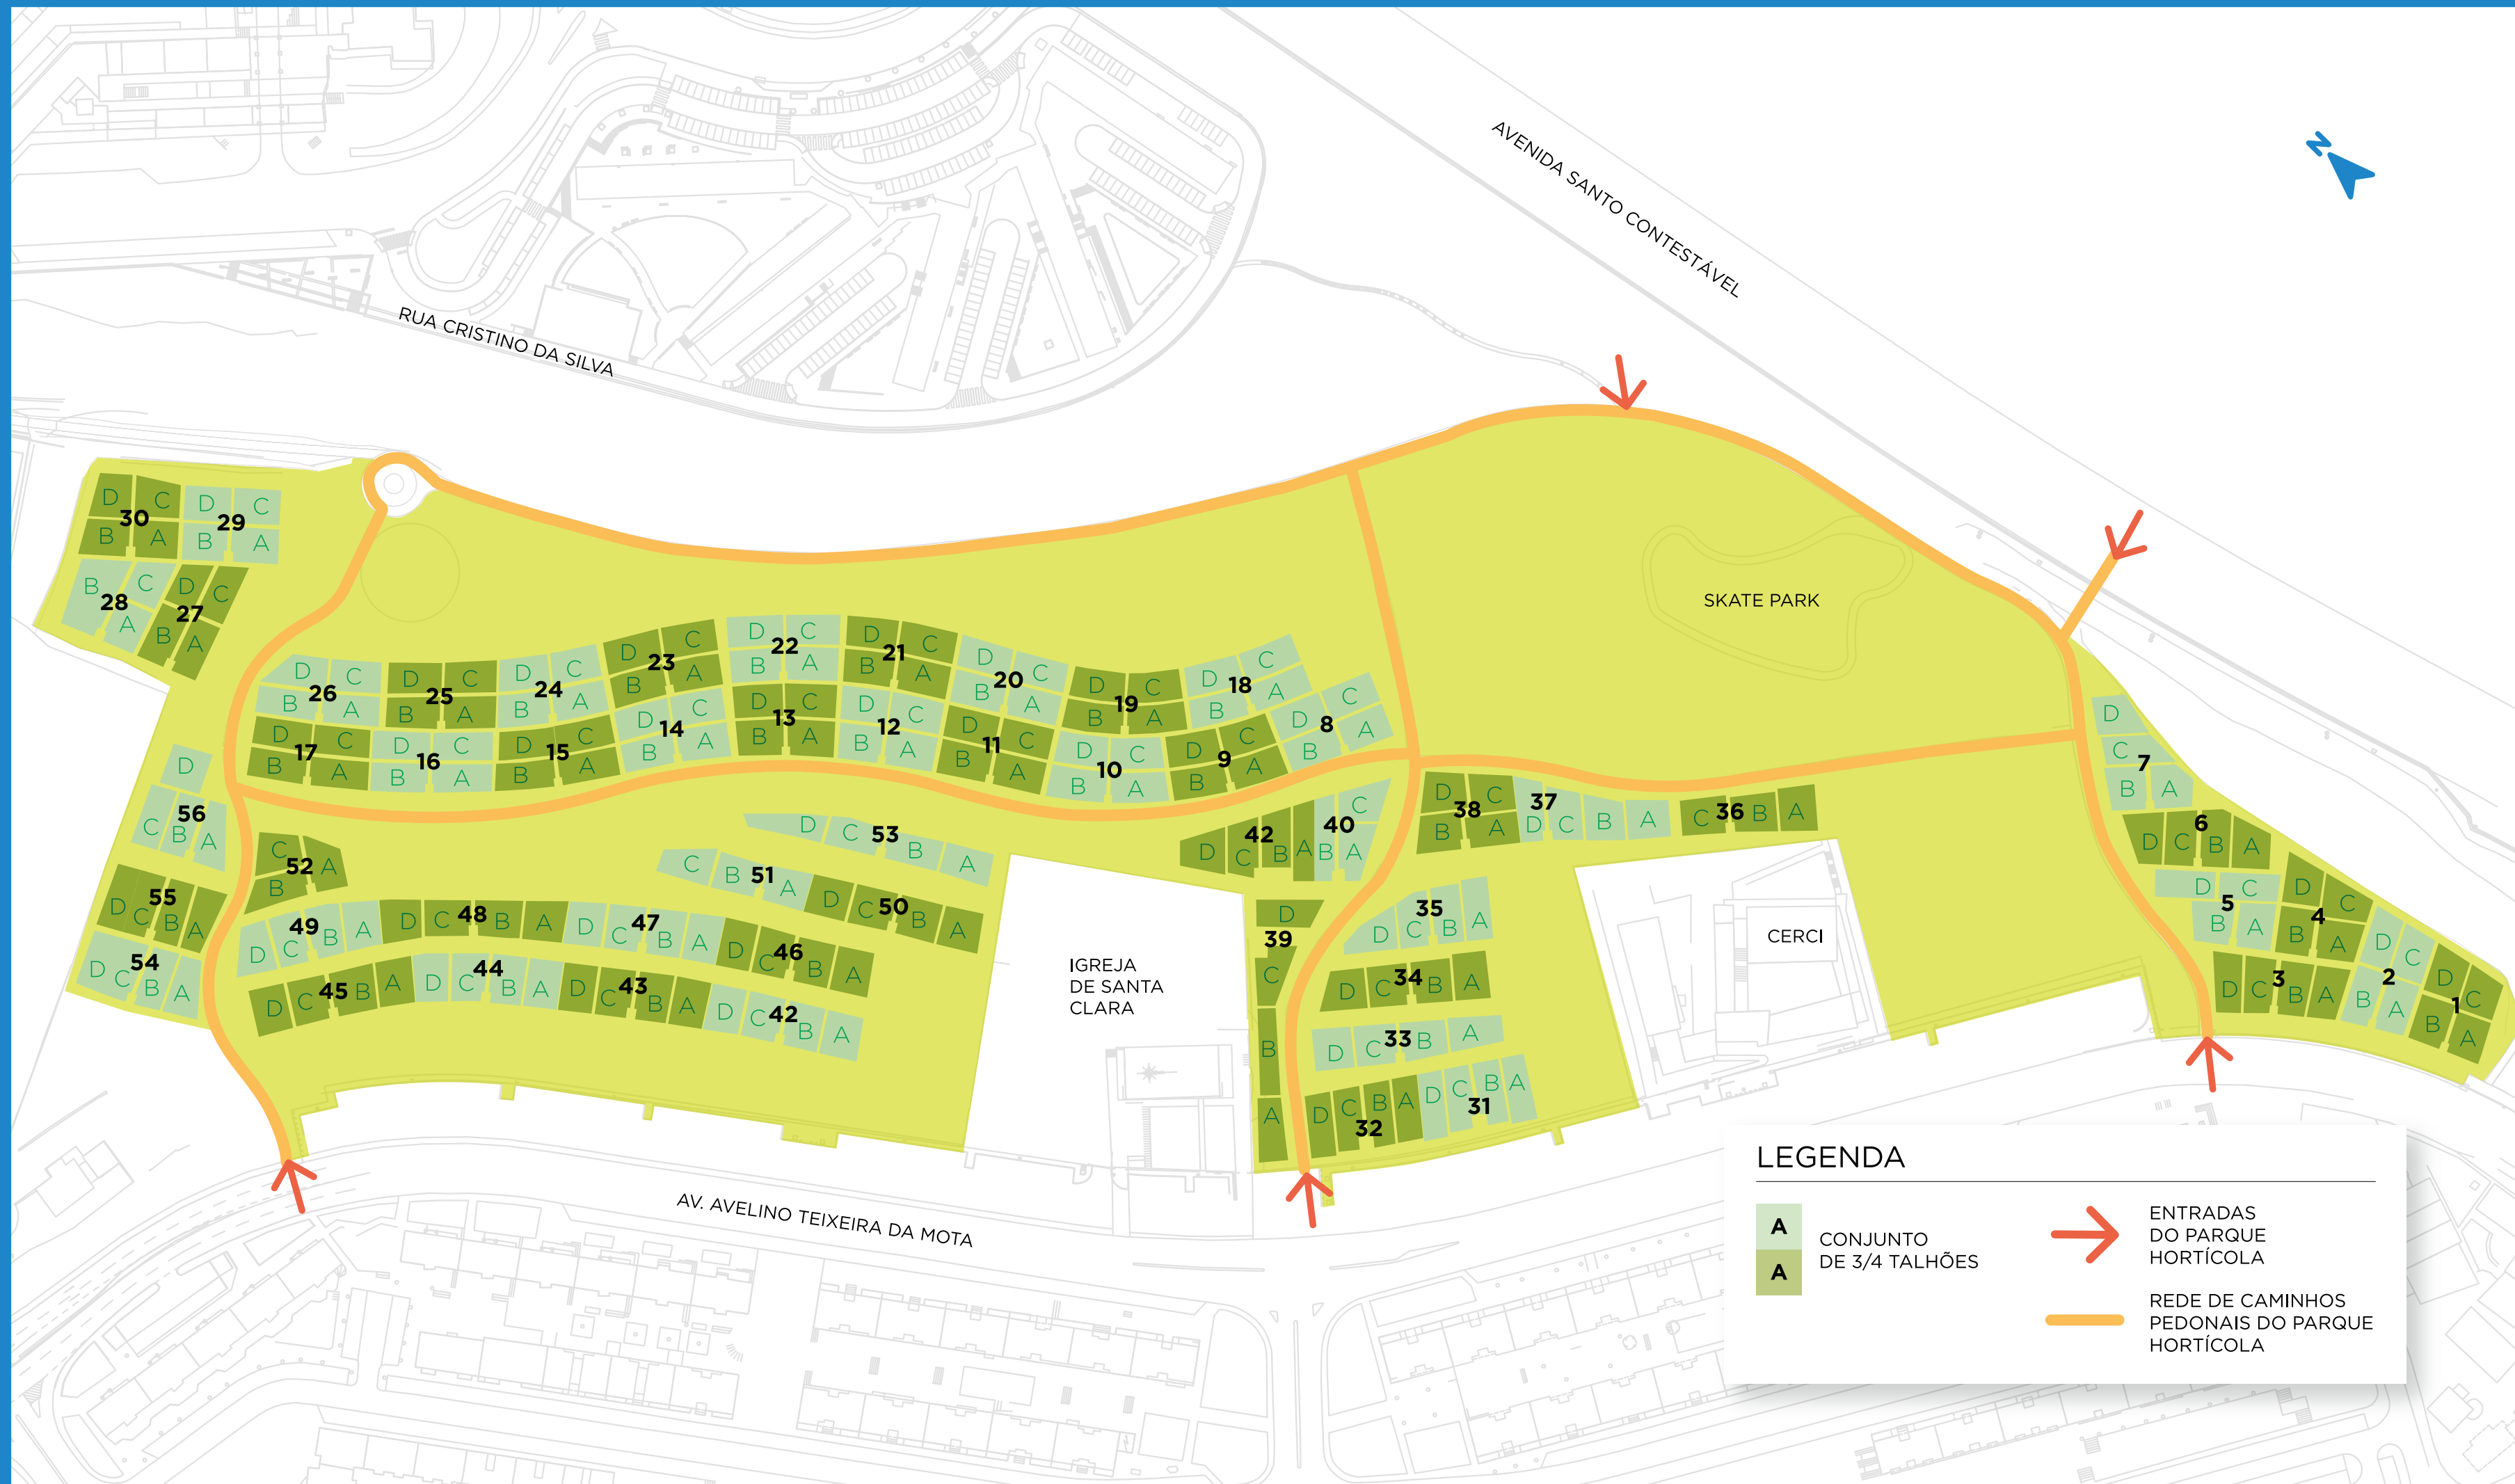 N
AVENIDA SANTO CONTESTÁVEL
RUA CRISTINO DA SILVA
SKATE PARK
D C
30
B A
D C
29
B A
B C
28
A
D C
27
B A
D C
26
B A
D C
25
B A
D C
24
B A
D C
23
B A
D C
22
B A
D C
21
B A
D C
20
B A
D C
19
B A
D C
18
B A
D C
17
B A
D C
16
B A
D C
15
B A
D C
14
B A
D C
13
B A
D C
12
B A
D C
11
B A
D C
10
B A
D C
9
B A
D C
8
B A
D
C
7
B A
6
D C B A
D C
5
B A
D C
4
B A
3
D C B A
D C
2
B A
D C
1
B A
D
56
C B A
55
D C B A
54
D C B A
C
52
A
B
D C 53 B A
C B 51 A
D C 50 B A
49
D C B A
D C 48 B A
D C 47 B A
D C 46 B A
D C 45 B A
D C 44 B A
D C 43 B A
D C 42 B A
42
D C B A
C
40
B A
D
39
C
B
A
D C
38
B A
37
D C B A
C 36 B A
35
D C B A
D C 34 B A
D C 33 B A
D C B A
32
D C B A
31
IGREJA
DE SANTA
CLARA
CERCI
AV. AVELINO TEIXEIRA DA MOTA
LEGENDA
A
A
CONJUNTO
DE 3/4 TALHÕES
ENTRADAS
DO PARQUE
HORTÍCOLA
REDE DE CAMINHOS
PEDONAIS DO PARQUE
HORTÍCOLA